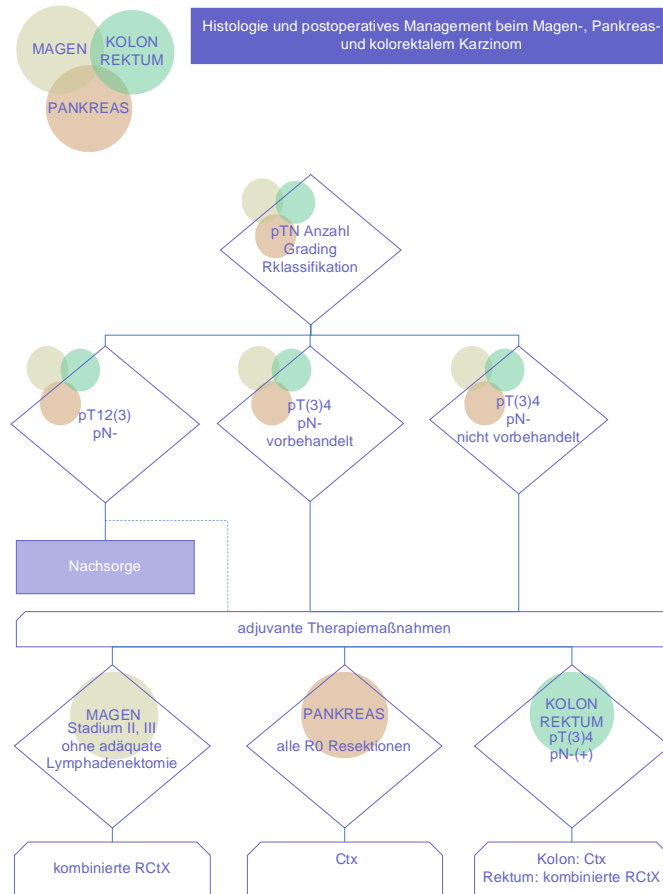 Histologie und postoperatives Management beim Magen-, Pankreas-
und kolorektalem Karzinom
MAGEN
KOLON
REKTUM
PANKREAS
pTN Anzahl
Grading
Rklassifikation
pT12(3)
pN-
pT(3)4
pN-
vorbehandelt
pT(3)4
pN-
nicht vorbehandelt
Nachsorge
adjuvante Therapiemaßnahmen
MAGEN
Stadium II, III
ohne adäquate
Lymphadenektomie
PANKREAS
alle R0 Resektionen
KOLON
REKTUM
pT(3)4
pN-(+)
kombinierte RCtX
Ctx
Kolon: Ctx
Rektum: kombinierte RCtX